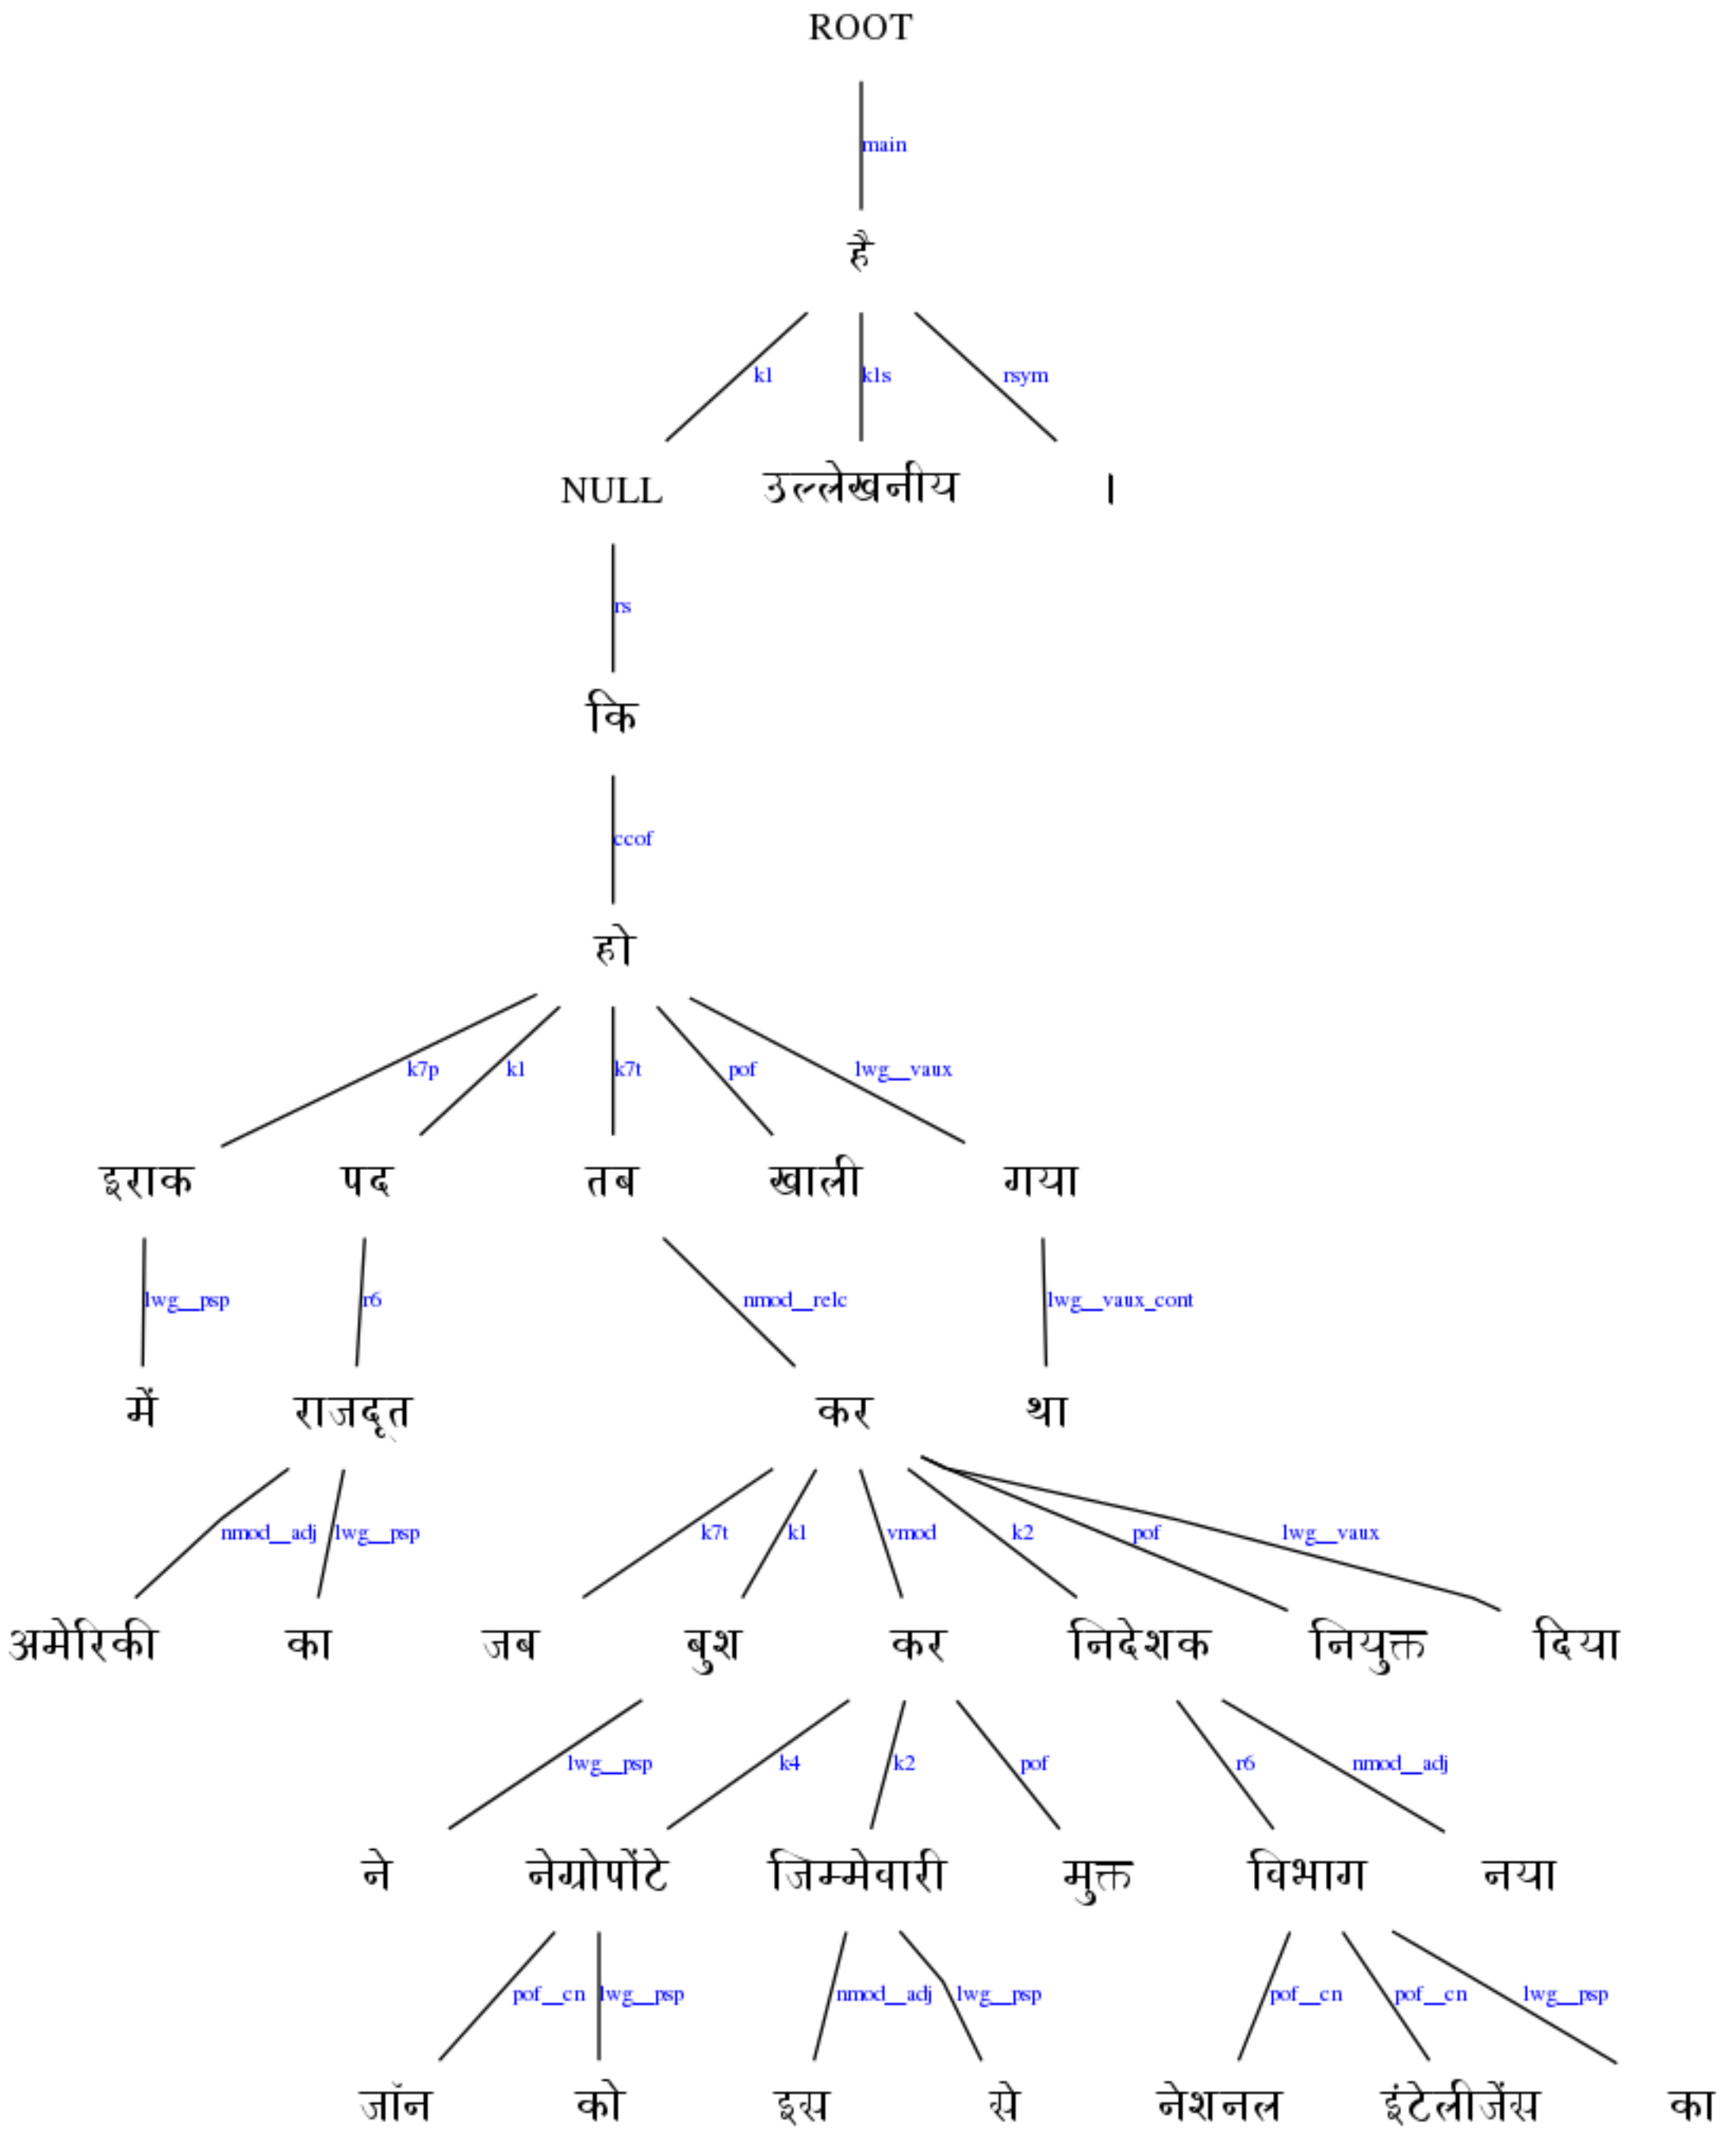 ROOT
main
है
k1 k1s rsym
NULL उल्लेखनीय ।
rs
कि
ccof
हो
k7p k1 k7t pof lwg__vaux
इराक पद तब खाली गया
lwg__psp r6 nmod__relc lwg__vaux_cont
में राजदूत कर था
nmod__adj lwg__psp k7t k1 vmod k2 pof lwg__vaux
अमेरिकी का जब बुश कर निदेशक नियुक्त दिया
lwg__psp k4 k2 pof r6 nmod__adj
ने नेग्रोपोंटे जिम्मेवारी मुक्त विभाग नया
pof__cn lwg__psp nmod__adj lwg__psp pof__cn pof__cn lwg__psp
जॉन को इस से नेशनल इंटेलीजेंस का